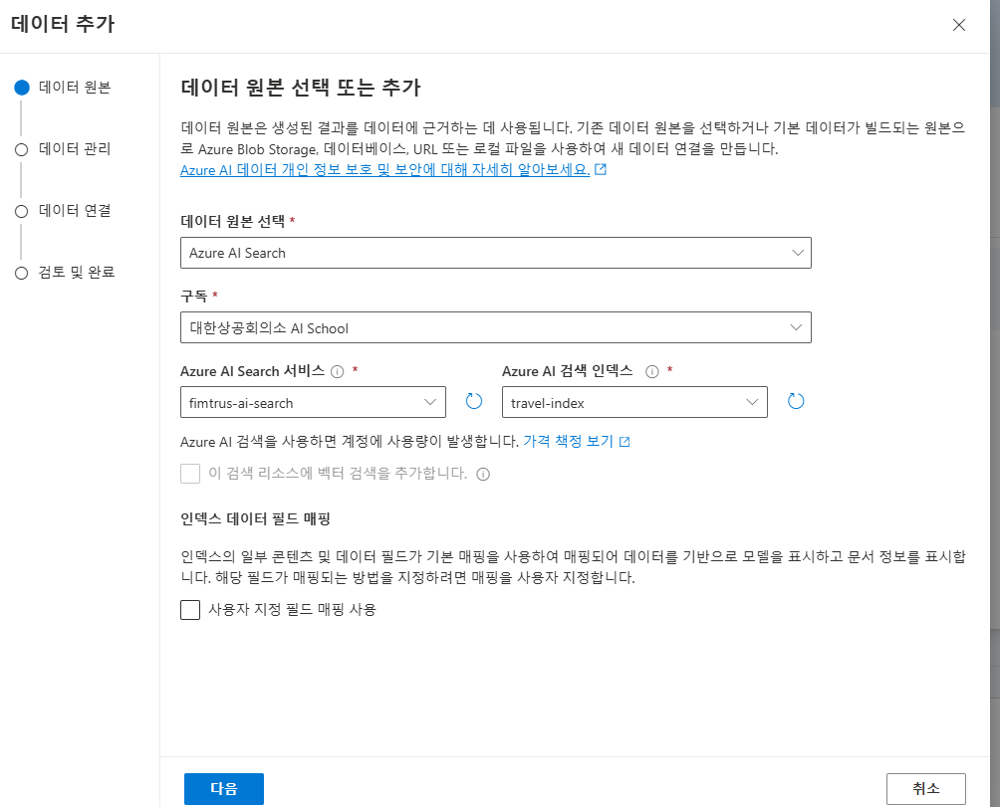 데이터 추가
데이터 원본
데이터 관리
데이터 연결
검토 및 완료
데이터 원본 선택 또는 추가
데이터 원본은 생성된 결과를 데이터에 근거하는 데 사용됩니다. 기존 데이터 원본을 선택하거나 기본 데이터가 빌드되는 원본으
로 Azure Blob Storage, 데이터베이스, URL 또는 로컬 파일을 사용하여 새 데이터 연결을 만듭니다.
Azure AI 데이터 개인 정보 보호 및 보안에 대해 자세히 알아보세요.
데이터 원본 선택 *
Azure AI Search
구독 *
대한상공회의소 AI School
Azure AI Search 서비스 * Azure AI 검색 인덱스 *
fimtrus-ai-search travel-index
Azure AI 검색을 사용하면 계정에 사용량이 발생합니다. 가격 책정 보기
이 검색 리소스에 벡터 검색을 추가합니다.
인덱스 데이터 필드 매핑
인덱스의 일부 콘텐츠 및 데이터 필드가 기본 매핑을 사용하여 매핑되어 데이터를 기반으로 모델을 표시하고 문서 정보를 표시합
니다. 해당 필드가 매핑되는 방법을 지정하려면 매핑을 사용자 지정합니다.
사용자 지정 필드 매핑 사용
다음 취소